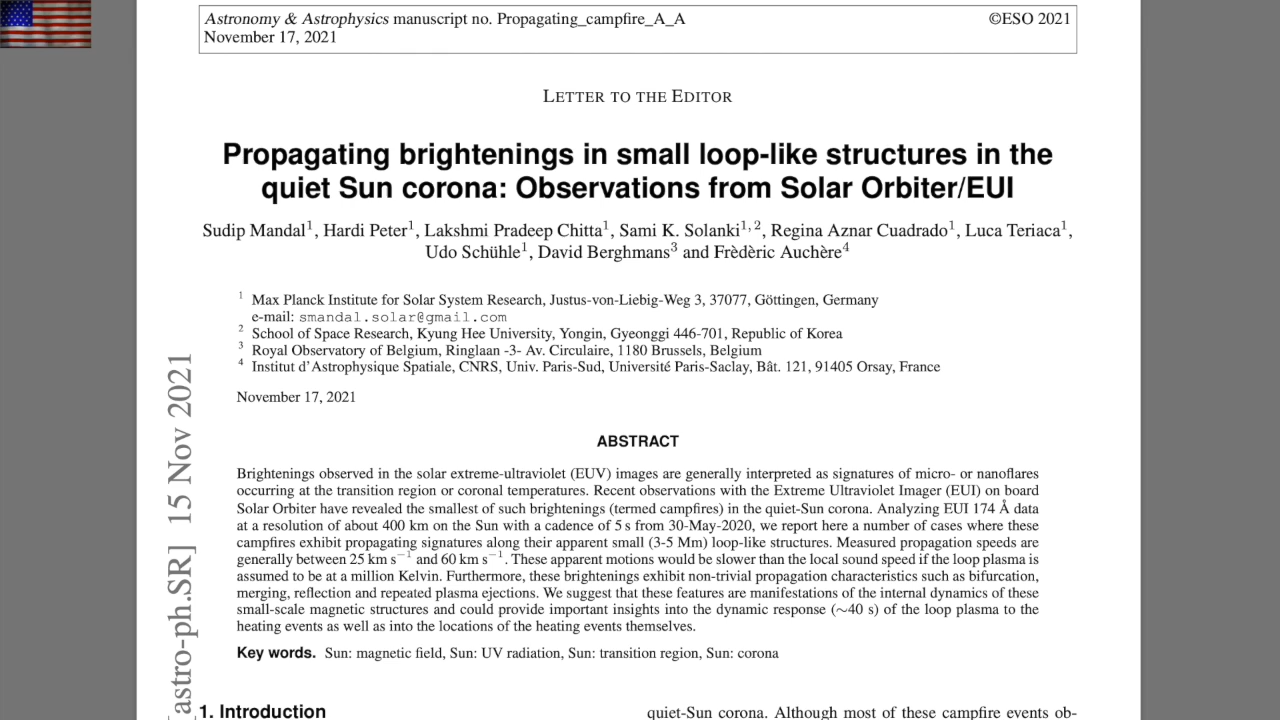 Astronomy & Astrophysics manuscript no. Propagating_campfire_A_A
©ESO 2021
November 17, 2021
LETTER TO THE EDITOR
Propagating brightenings in small loop-like structures in the
quiet Sun corona: Observations from Solar Orbiter/EUI
Sudip Mandal1, Hardi Peter1, Lakshmi Pradeep Chitta1, Sami K. Solanki1,2, Regina Aznar Cuadrado1, Luca Teriaca1,
Udo Schühle1, David Berghmans3 and Frèdèric Auchère4
1 Max Planck Institute for Solar System Research, Justus-von-Liebig-Weg 3, 37077, Göttingen, Germany
e-mail: smandal.solar@gmail.com
2 School of Space Research, Kyung Hee University, Yongin, Gyeonggi 446-701, Republic of Korea
3 Royal Observatory of Belgium, Ringlaan -3- Av. Circulaire, 1180 Brussels, Belgium
4 Institut d'Astrophysique Spatiale, CNRS, Univ. Paris-Sud, Université Paris-Saclay, Bât. 121, 91405 Orsay, France
November 17, 2021
ABSTRACT
Brightenings observed in the solar extreme-ultraviolet (EUV) images are generally interpreted as signatures of micro- or nanoflares
occurring at the transition region or coronal temperatures. Recent observations with the Extreme Ultraviolet Imager (EUI) on board
Solar Orbiter have revealed the smallest of such brightenings (termed campfires) in the quiet-Sun corona. Analyzing EUI 174 Å data
at a resolution of about 400 km on the Sun with a cadence of 5 s from 30-May-2020, we report here a number of cases where these
campfires exhibit propagating signatures along their apparent small (3-5 Mm) loop-like structures. Measured propagation speeds are
generally between 25 km s−1 and 60 km s−1. These apparent motions would be slower than the local sound speed if the loop plasma is
assumed to be at a million Kelvin. Furthermore, these brightenings exhibit non-trivial propagation characteristics such as bifurcation,
merging, reflection and repeated plasma ejections. We suggest that these features are manifestations of the internal dynamics of these
small-scale magnetic structures and could provide important insights into the dynamic response (∼40 s) of the loop plasma to the
heating events as well as into the locations of the heating events themselves.
Key words. Sun: magnetic field, Sun: UV radiation, Sun: transition region, Sun: corona
[astro-ph.SR] 15 Nov 2021
1. Introduction
quiet-Sun corona. Although most of these campfire events ob-